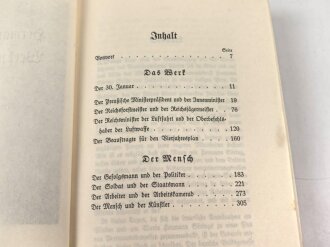 Inhalt
Seite
Vorwort 7
Das Werk
Der 30. Januar 11
Der Preußische Ministerpräsident und der Innenminister 19
Der Reichsforstmeister und der Reichsjägermeister 76
Der Reichsminister der Luftfahrt und der Oberbefehls-
haber der Luftwaffe 120
Der Beauftragte für den Vierjahresplan 160
Der Mensch
Der Gefolgsmann und der Politiker 183
Der Soldat und der Staatsmann 221
Der Arbeiter und der Arbeitskamerad 273
Der Mensch und der Künstler 305